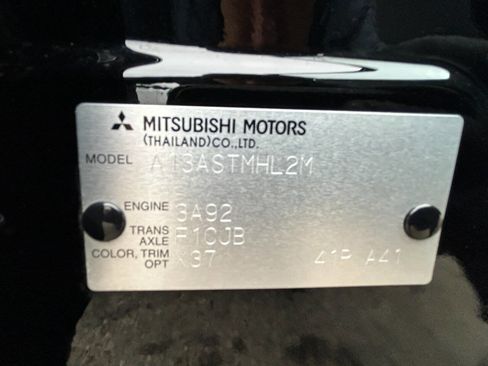 MITSUBISHI MOTORS
(THAILAND)CO.,LTD.
MODEL A13ASTMHL2M
ENGINE 3A92
TRANS AXLE F1CJB
COLOR, TRIM OPT X37 41P A41